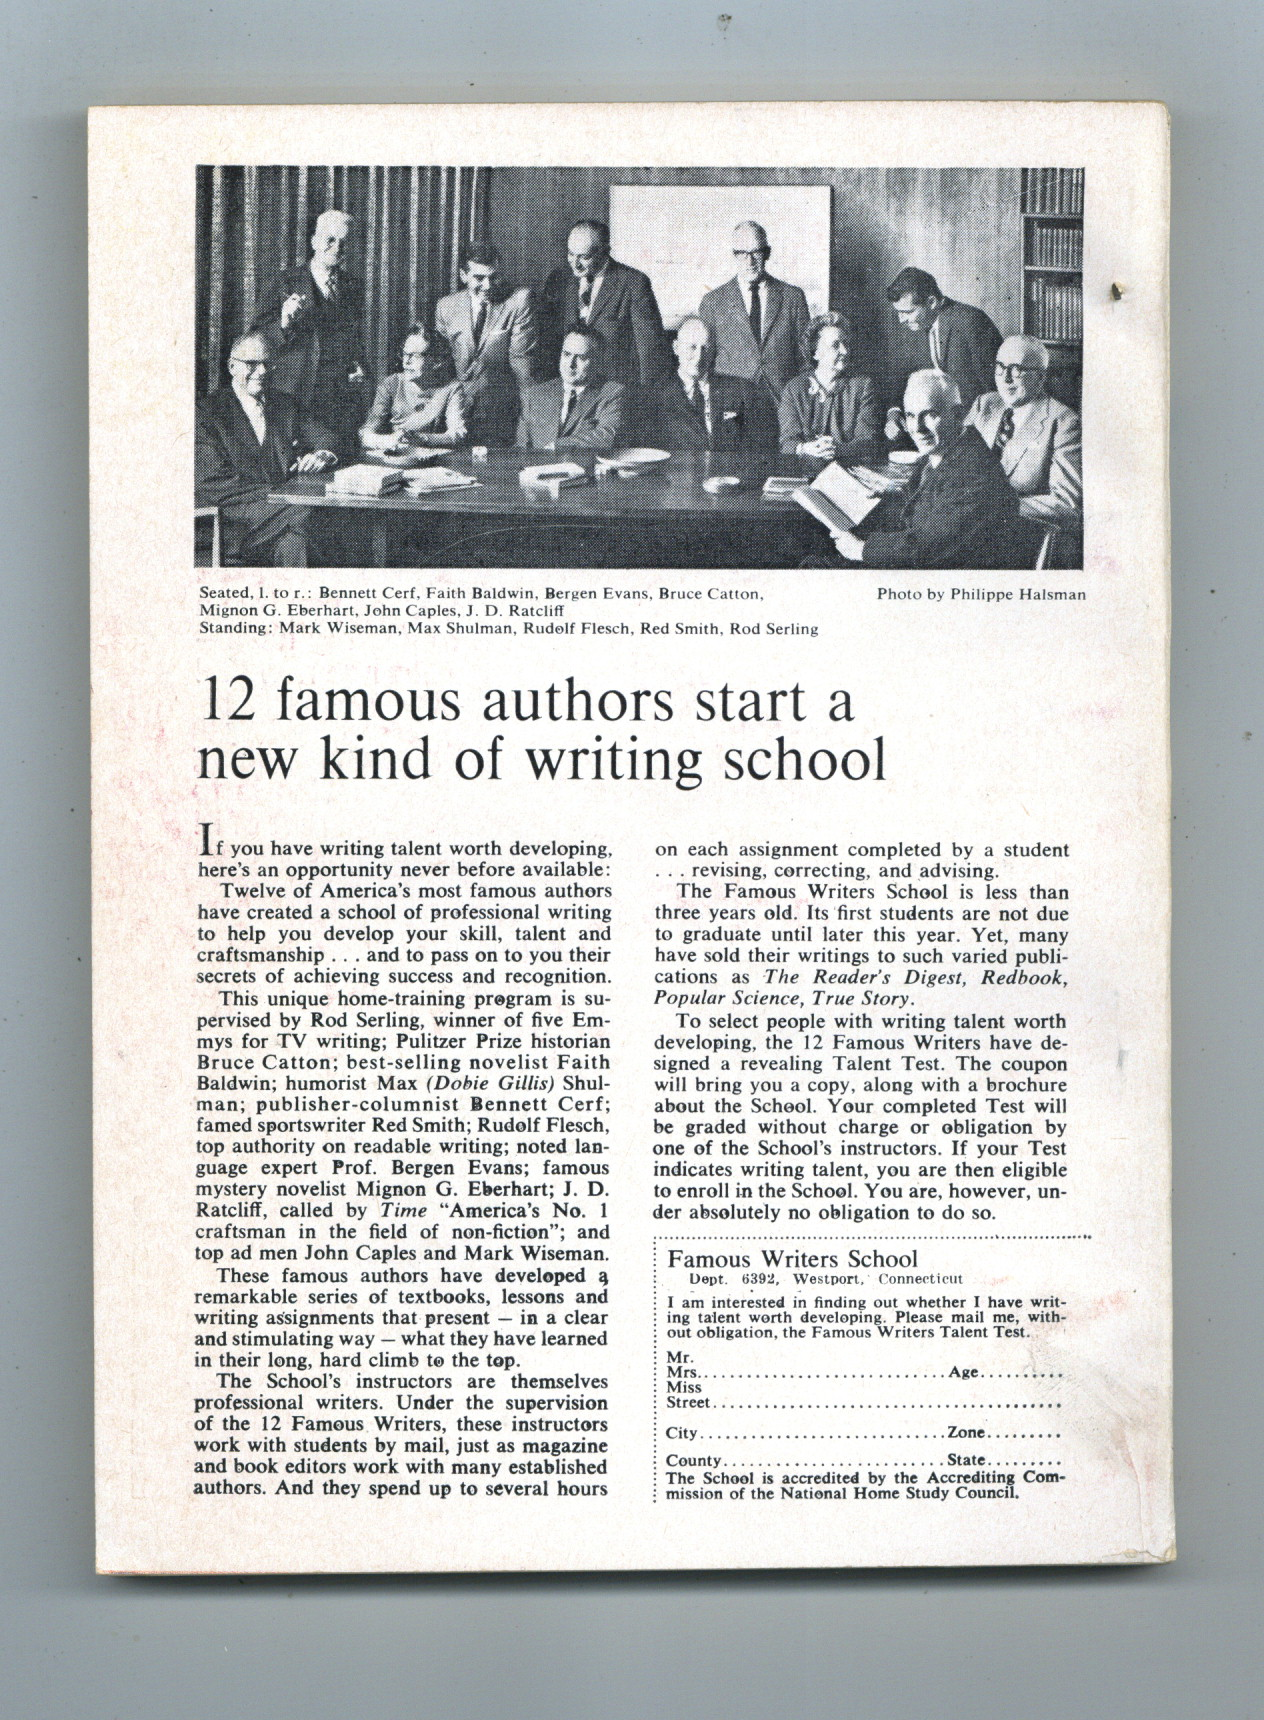 Seated, l. to r.: Bennett Cerf, Faith Baldwin, Bergen Evans, Bruce Catton,
Mignon G. Eberhart, John Caples, J. D. Ratcliff
Standing: Mark Wiseman, Max Shulman, Rudolf Flesch, Red Smith, Rod Serling
Photo by Philippe Halsman
12 famous authors start a
new kind of writing school
If you have writing talent worth developing,
here's an opportunity never before available:
Twelve of America's most famous authors
have created a school of professional writing
to help you develop your skill, talent and
craftsmanship . . . and to pass on to you their
secrets of achieving success and recognition.
This unique home-training program is su-
pervised by Rod Serling, winner of five Em-
mys for TV writing; Pulitzer Prize historian
Bruce Catton; best-selling novelist Faith
Baldwin; humorist Max (Dobie Gillis) Shul-
man; publisher-columnist Bennett Cerf;
famed sportswriter Red Smith; Rudolf Flesch,
top authority on readable writing; noted lan-
guage expert Prof. Bergen Evans; famous
mystery novelist Mignon G. Eberhart; J. D.
Ratcliff, called by Time “America's No. 1
craftsman in the field of non-fiction”; and
top ad men John Caples and Mark Wiseman.
These famous authors have developed a
remarkable series of textbooks, lessons and
writing assignments that present — in a clear
and stimulating way — what they have learned
in their long, hard climb to the top.
The School's instructors are themselves
professional writers. Under the supervision
of the 12 Famous Writers, these instructors
work with students by mail, just as magazine
and book editors work with many established
authors. And they spend up to several hours
on each assignment completed by a student
. . . revising, correcting, and advising.
The Famous Writers School is less than
three years old. Its first students are not due
to graduate until later this year. Yet, many
have sold their writings to such varied publi-
cations as The Reader's Digest, Redbook,
Popular Science, True Story.
To select people with writing talent worth
developing, the 12 Famous Writers have de-
signed a revealing Talent Test. The coupon
will bring you a copy, along with a brochure
about the School. Your completed Test will
be graded without charge or obligation by
one of the School's instructors. If your Test
indicates writing talent, you are then eligible
to enroll in the School. You are, however, un-
der absolutely no obligation to do so.
Famous Writers School
Dept. 6392, Westport, Connecticut
I am interested in finding out whether I have writ-
ing talent worth developing. Please mail me, with-
out obligation, the Famous Writers Talent Test.
Mr.
Mrs. Age
Miss
Street
City Zone
County State
The School is accredited by the Accrediting Com-
mission of the National Home Study Council.